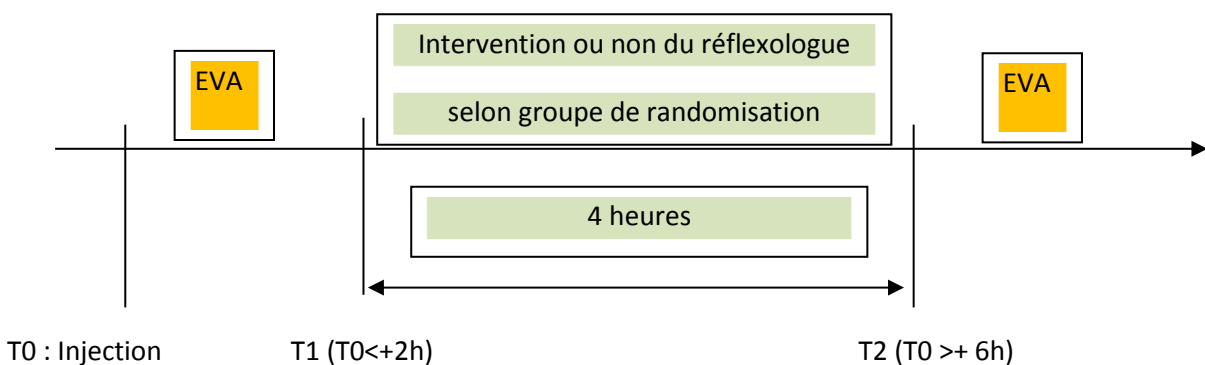 EVA
Intervention ou non du réflexologue
selon groupe de randomisation
EVA
4 heures
T0 : Injection
T1 (T0<+2h)
T2 (T0 >+ 6h)